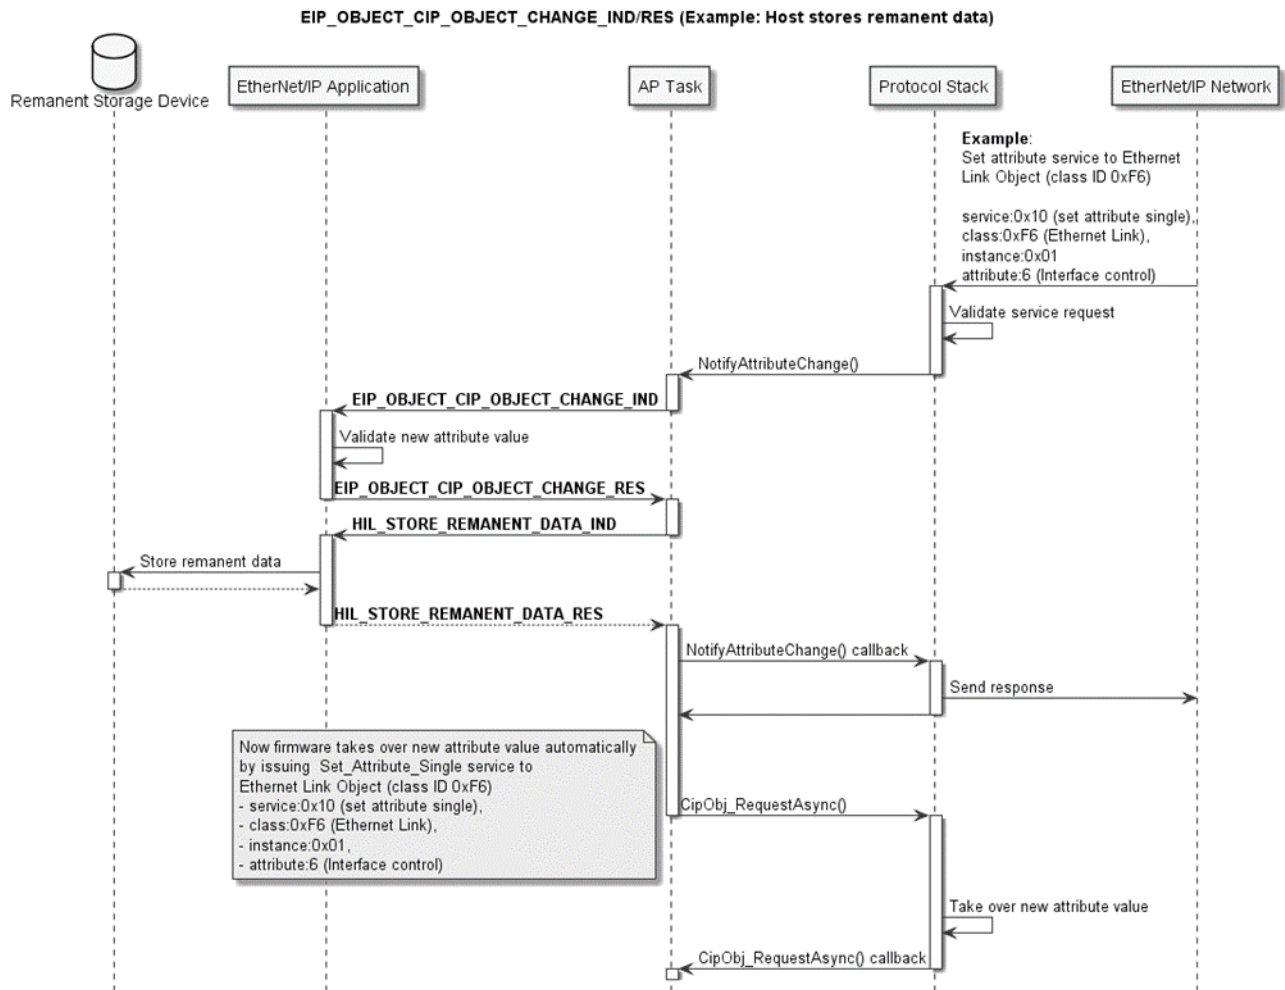 EIP_OBJECT_CIP_OBJECT_CHANGE_IND/RES (Example: Host stores remanent data)
Remanent Storage Device
EtherNet/IP Application
AP Task
Protocol Stack
EtherNet/IP Network
Example:
Set attribute service to Ethernet
Link Object (class ID 0xF6)
service:0x10 (set attribute single),
class:0xF6 (Ethernet Link),
instance:0x01
attribute:6 (Interface control)
Validate service request
NotifyAttributeChange()
EIP_OBJECT_CIP_OBJECT_CHANGE_IND
Validate new attribute value
EIP_OBJECT_CIP_OBJECT_CHANGE_RES
HIL_STORE_REMANENT_DATA_IND
Store remanent data
HIL_STORE_REMANENT_DATA_RES
NotifyAttributeChange() callback
Send response
Now firmware takes over new attribute value automatically
by issuing Set_Attribute_Single service to
Ethernet Link Object (class ID 0xF6)
- service:0x10 (set attribute single),
- class:0xF6 (Ethernet Link),
- instance:0x01,
- attribute:6 (Interface control)
CipObj_RequestAsync()
Take over new attribute value
CipObj_RequestAsync() callback